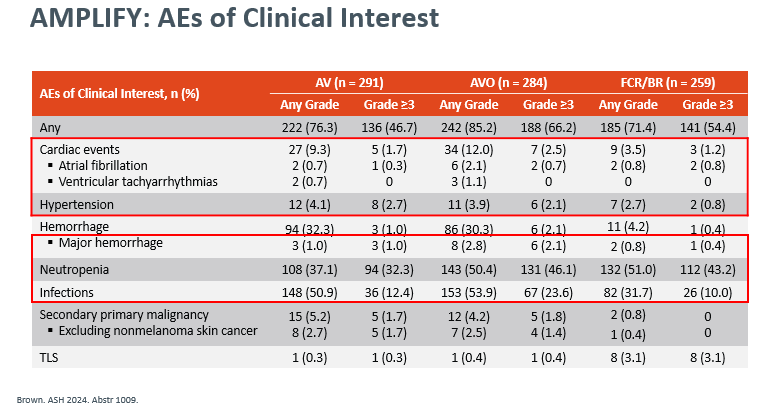 AMPLIFY: AEs of Clinical Interest
AEs of Clinical Interest, n (%) AV (n = 291) AVO (n = 284) FCR/BR (n = 259)
Any Grade Grade ≥3 Any Grade Grade ≥3 Any Grade Grade ≥3
Any 222 (76.3) 136 (46.7) 242 (85.2) 188 (66.2) 185 (71.4) 141 (54.4)
Cardiac events 27 (9.3) 5 (1.7) 34 (12.0) 7 (2.5) 9 (3.5) 3 (1.2)
▪ Atrial fibrillation 2 (0.7) 1 (0.3) 6 (2.1) 2 (0.7) 2 (0.8) 2 (0.8)
▪ Ventricular tachyarrhythmias 2 (0.7) 0 3 (1.1) 0 0 0
Hypertension 12 (4.1) 8 (2.7) 11 (3.9) 6 (2.1) 7 (2.7) 2 (0.8)
Hemorrhage 94 (32.3) 3 (1.0) 86 (30.3) 6 (2.1) 11 (4.2) 1 (0.4)
▪ Major hemorrhage 3 (1.0) 3 (1.0) 8 (2.8) 6 (2.1) 2 (0.8) 1 (0.4)
Neutropenia 108 (37.1) 94 (32.3) 143 (50.4) 131 (46.1) 132 (51.0) 112 (43.2)
Infections 148 (50.9) 36 (12.4) 153 (53.9) 67 (23.6) 82 (31.7) 26 (10.0)
Secondary primary malignancy 15 (5.2) 5 (1.7) 12 (4.2) 5 (1.8) 2 (0.8) 0
▪ Excluding nonmelanoma skin cancer 8 (2.7) 5 (1.7) 7 (2.5) 4 (1.4) 1 (0.4) 0
TLS 1 (0.3) 1 (0.3) 1 (0.4) 1 (0.4) 8 (3.1) 8 (3.1)
Brown. ASH 2024. Abstr 1009.